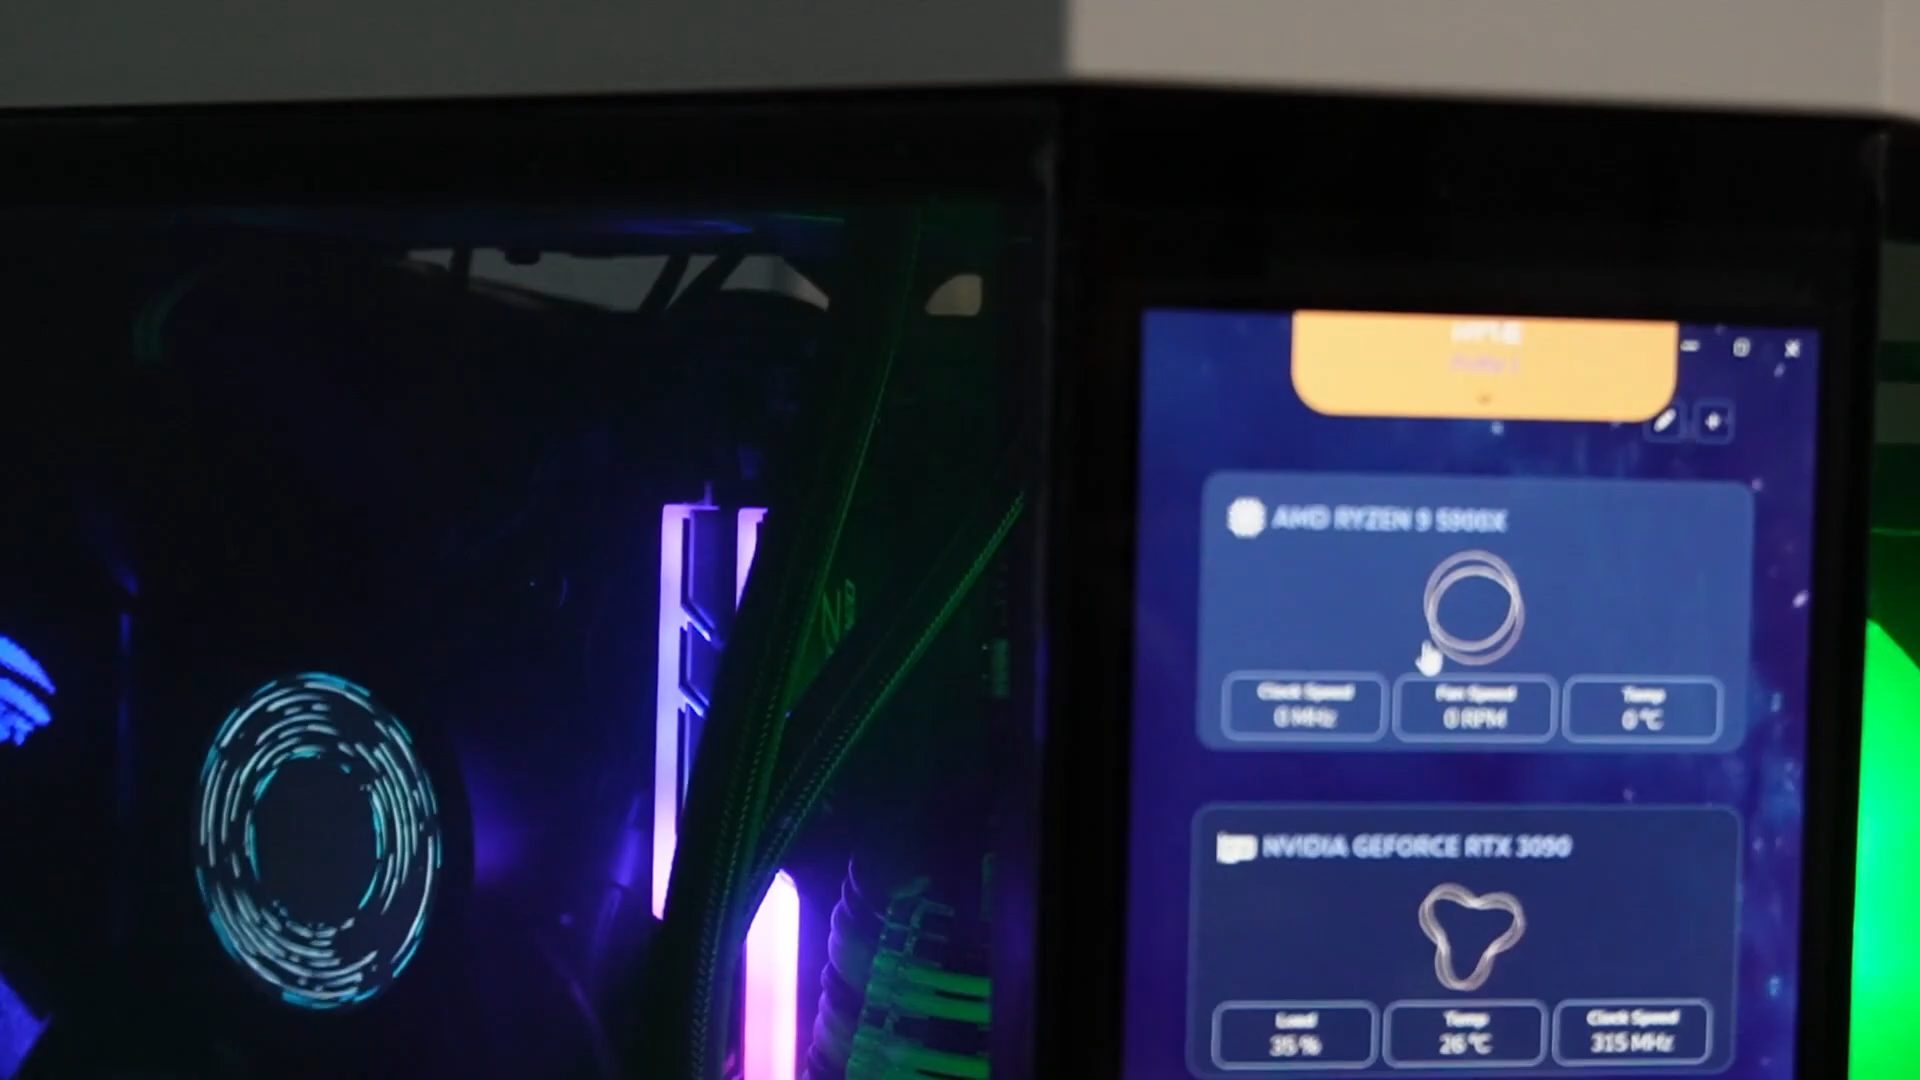 AMD RYZEN 9 5900X
Clock Speed
0 MHz
Fan Speed
0 RPM
Temp
0 °C
NVIDIA GEFORCE RTX 3090
Load
35 %
Temp
26 °C
Clock Speed
315 MHz